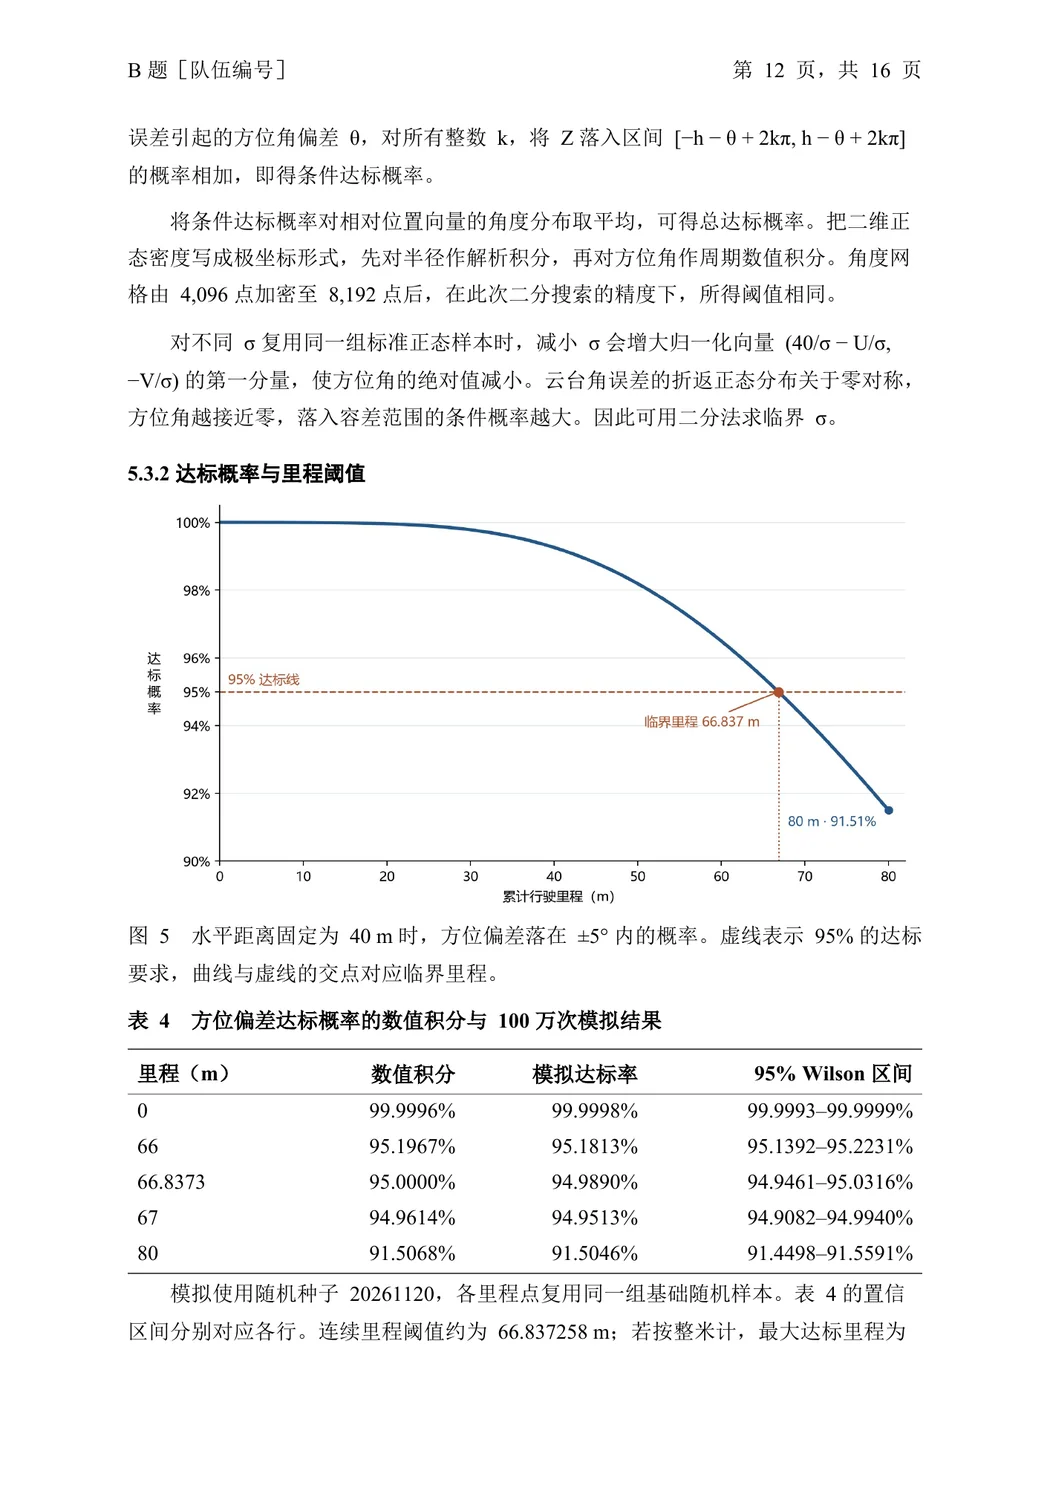 B 题［队伍编号］ 第 12 页，共 16 页
误差引起的方位角偏差 θ，对所有整数 k，将 Z 落入区间 [−h − θ + 2kπ, h − θ + 2kπ]
的概率相加，即得条件达标概率。
将条件达标概率对相对位置向量的角度分布取平均，可得总达标概率。把二维正
态密度写成极坐标形式，先对半径作解析积分，再对方位角作周期数值积分。角度网
格由 4,096 点加密至 8,192 点后，在此次二分搜索的精度下，所得阈值相同。
对不同 σ 复用同一组标准正态样本时，减小 σ 会增大归一化向量 (40/σ − U/σ,
−V/σ) 的第一分量，使方位角的绝对值减小。云台角误差的折返正态分布关于零对称，
方位角越接近零，落入容差范围的条件概率越大。因此可用二分法求临界 σ。
5.3.2 达标概率与里程阈值
100%
98%
96%
95%
94%
92%
90%
达标概率
95% 达标线
临界里程 66.837 m
80 m · 91.51%
0 10 20 30 40 50 60 70 80
累计行驶里程（m）
图 5 水平距离固定为 40 m 时，方位偏差落在 ±5° 内的概率。虚线表示 95% 的达标
要求，曲线与虚线的交点对应临界里程。
表 4 方位偏差达标概率的数值积分与 100 万次模拟结果
里程（m） 数值积分 模拟达标率 95% Wilson 区间
0 99.9996% 99.9998% 99.9993–99.9999%
66 95.1967% 95.1813% 95.1392–95.2231%
66.8373 95.0000% 94.9890% 94.9461–95.0316%
67 94.9614% 94.9513% 94.9082–94.9940%
80 91.5068% 91.5046% 91.4498–91.5591%
模拟使用随机种子 20261120，各里程点复用同一组基础随机样本。表 4 的置信
区间分别对应各行。连续里程阈值约为 66.837258 m；若按整米计，最大达标里程为